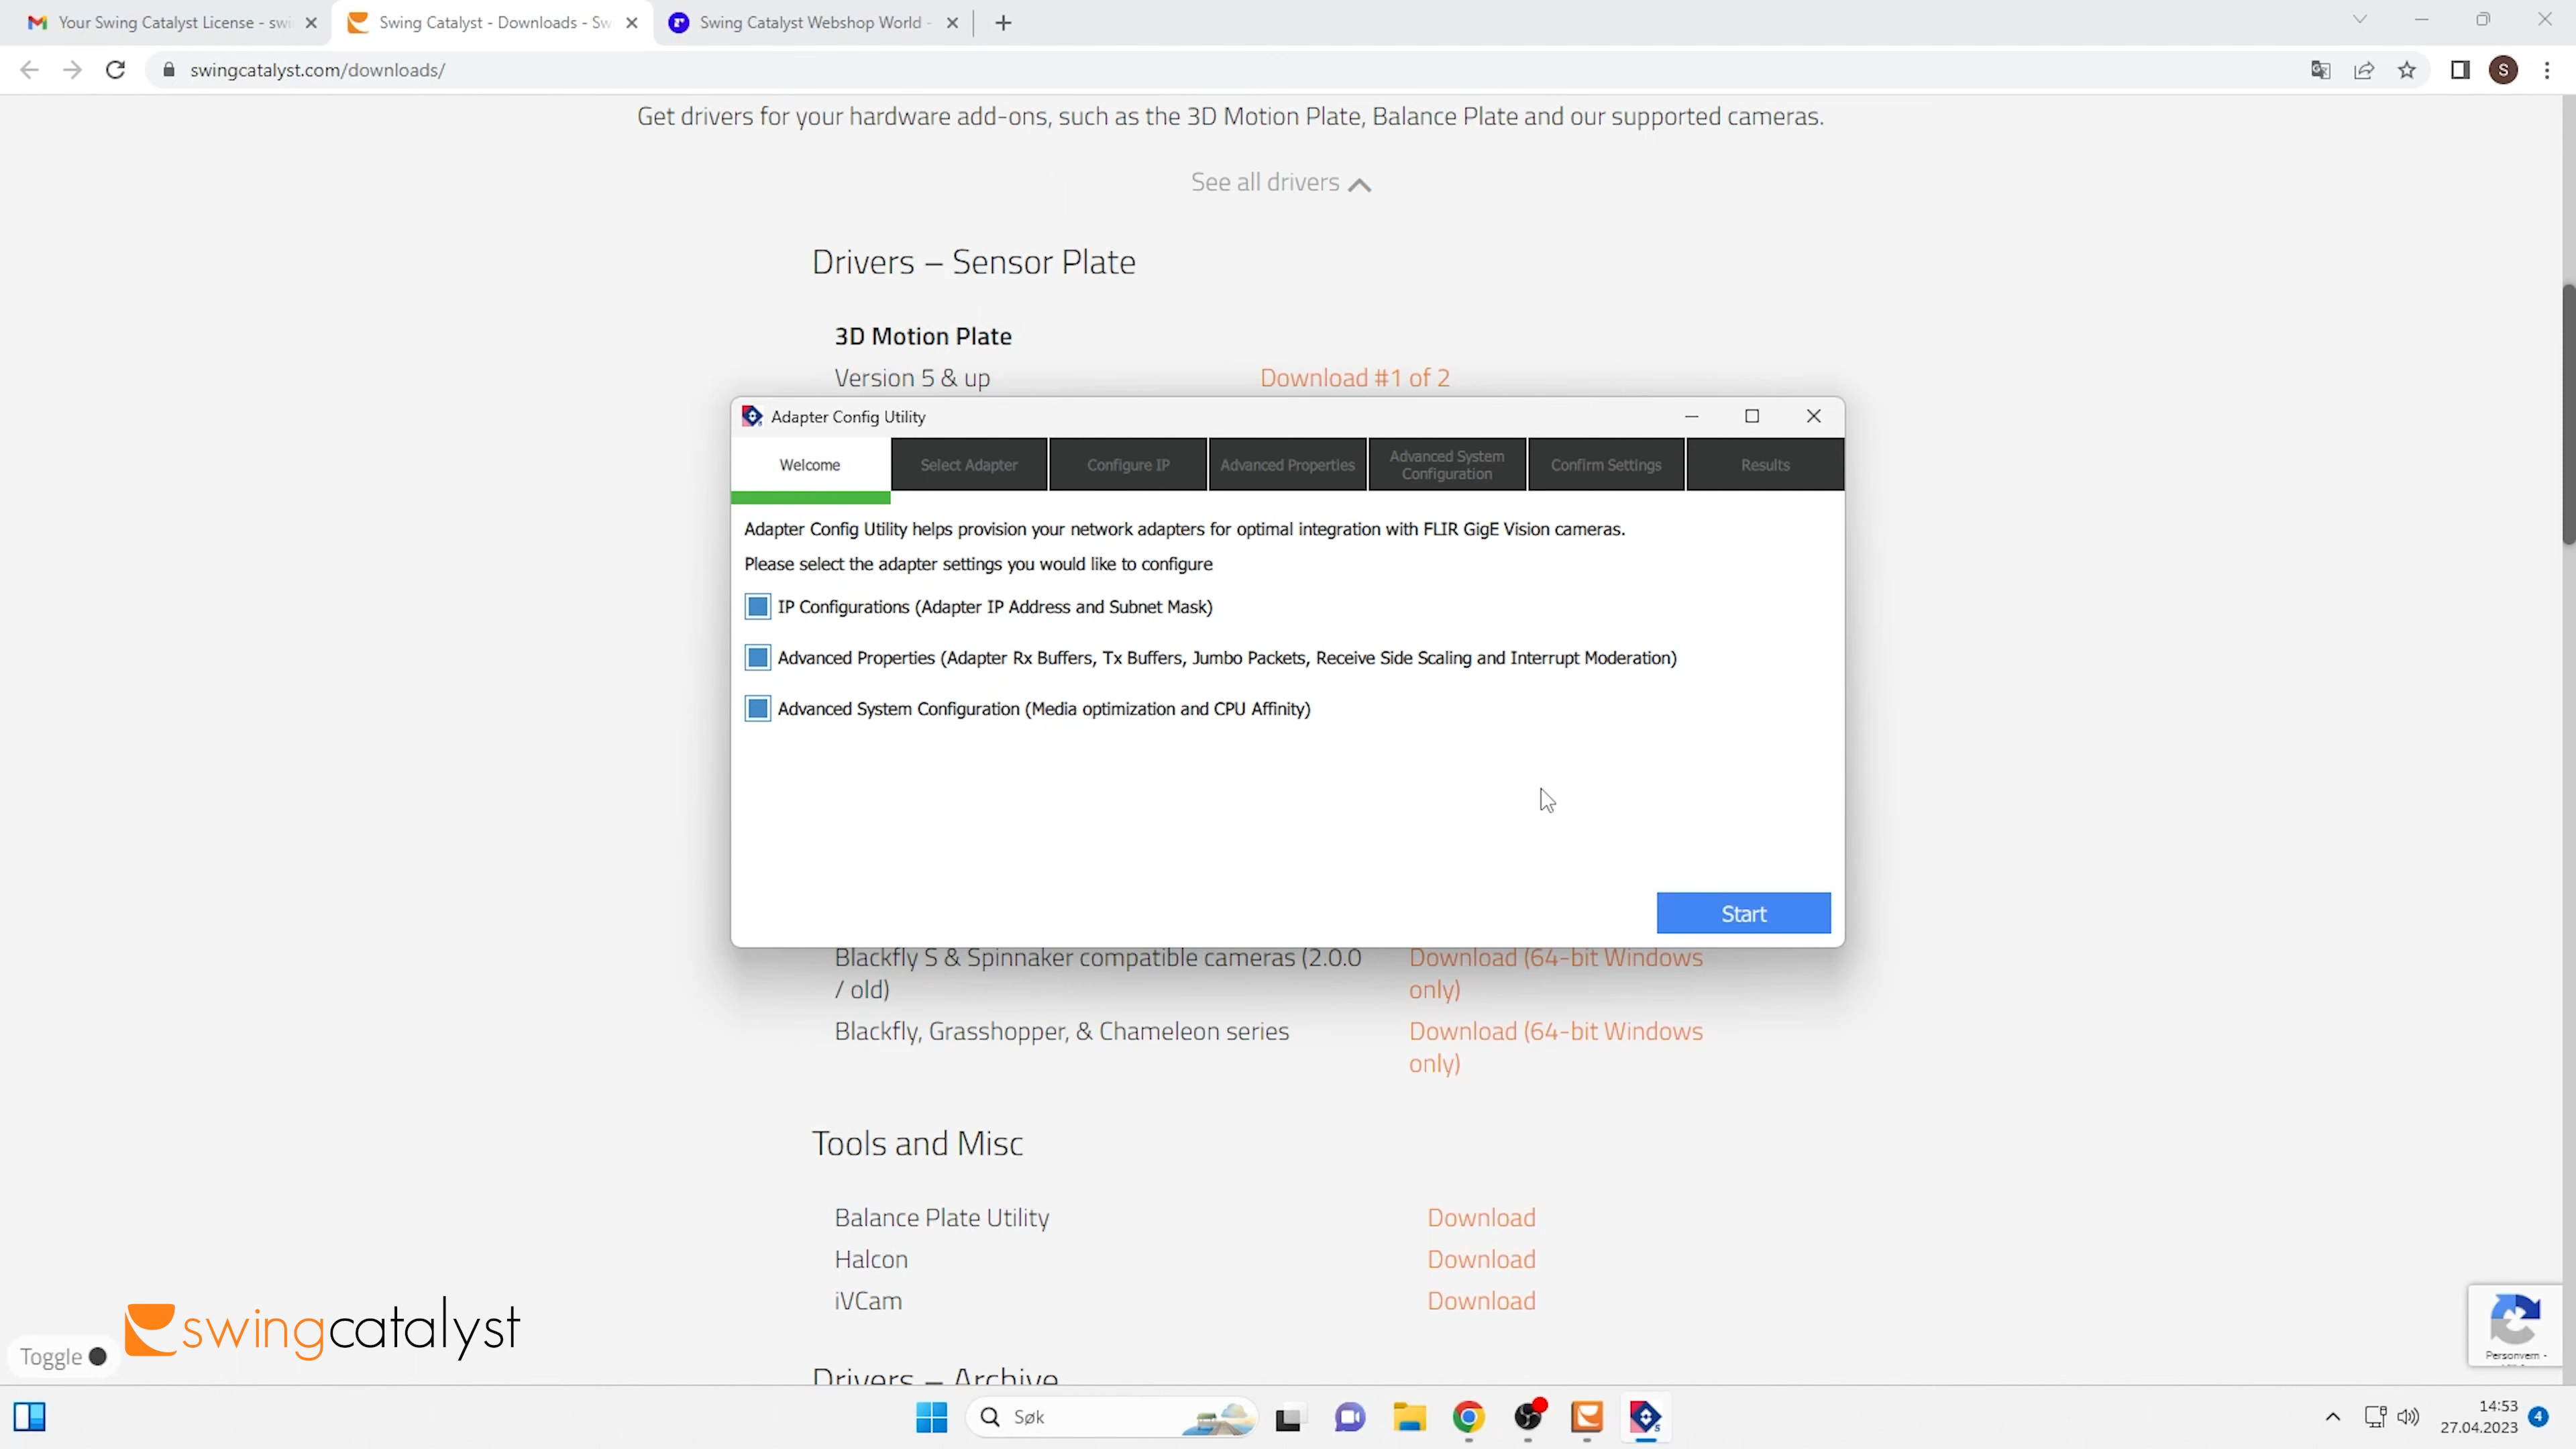 Your Swing Catalyst License - swi
Swing Catalyst - Downloads - Sw
Swing Catalyst Webshop World -
swingcatalyst.com/downloads/
S
Get drivers for your hardware add-ons, such as the 3D Motion Plate, Balance Plate and our supported cameras.
See all drivers
Drivers – Sensor Plate
3D Motion Plate
Version 5 & up Download #1 of 2
Adapter Config Utility
Welcome Select Adapter Configure IP Advanced Properties Advanced System Configuration Confirm Settings Results
Adapter Config Utility helps provision your network adapters for optimal integration with FLIR GigE Vision cameras.
Please select the adapter settings you would like to configure
IP Configurations (Adapter IP Address and Subnet Mask)
Advanced Properties (Adapter Rx Buffers, Tx Buffers, Jumbo Packets, Receive Side Scaling and Interrupt Moderation)
Advanced System Configuration (Media optimization and CPU Affinity)
Start
Blackfly S & Spinnaker compatible cameras (2.0.0 Download (64-bit Windows
/ old) only)
Blackfly, Grasshopper, & Chameleon series Download (64-bit Windows
only)
Tools and Misc
Balance Plate Utility Download
Halcon Download
iVCam Download
Drivers – Archive
swingcatalyst
Toggle
Personvern -
Søk
14:53
27.04.2023
4